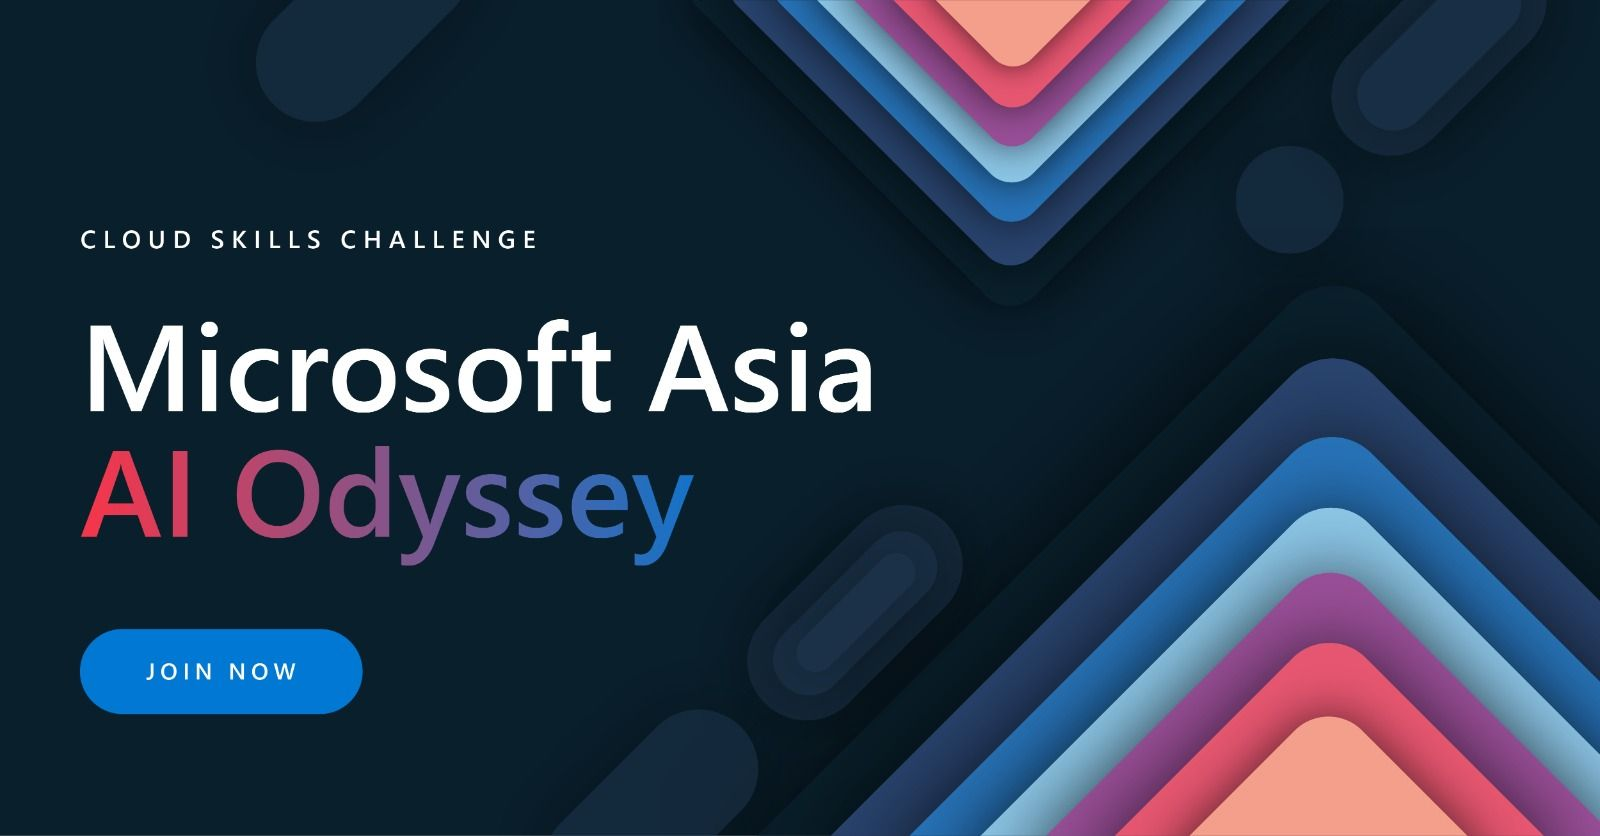 CLOUD SKILLS CHALLENGE
Microsoft Asia
AI Odyssey
JOIN NOW